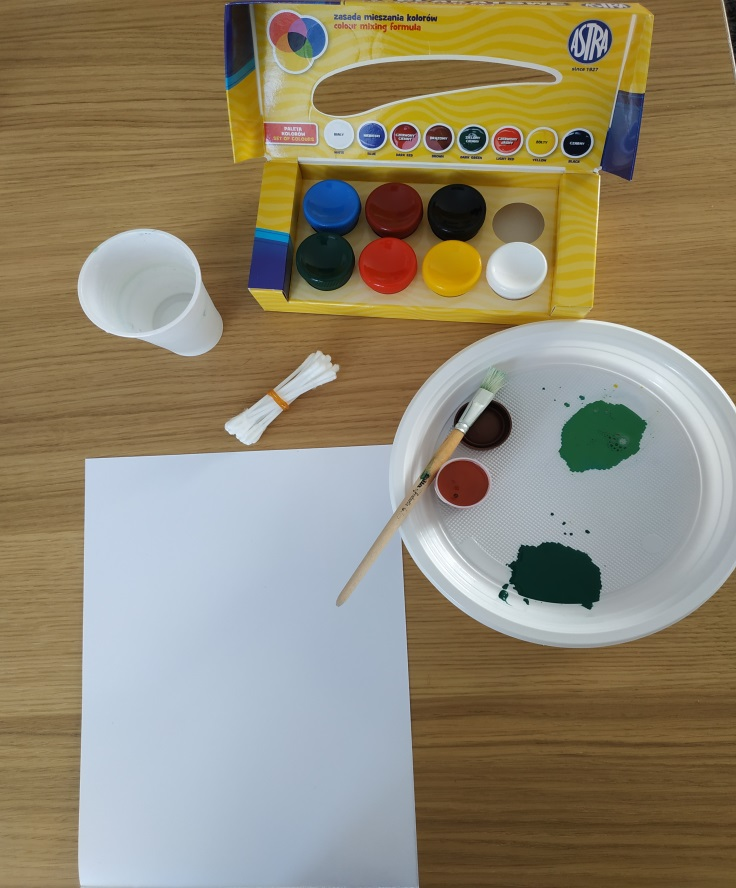 zasada mieszania kolorów
colour mixing formula
ASTRA
since 1927
PALETA
KOLORÓW
SET OF COLOURS
BIAŁY
WHITE
BLUE
CZERWONY
CIEMNY
DARK RED
BRĄZOWY
BROWN
ZIELONY
CIEMNY
DARK GREEN
CZERWONY
JASNY
LIGHT RED
ŻÓŁTY
YELLOW
CZARNY
BLACK